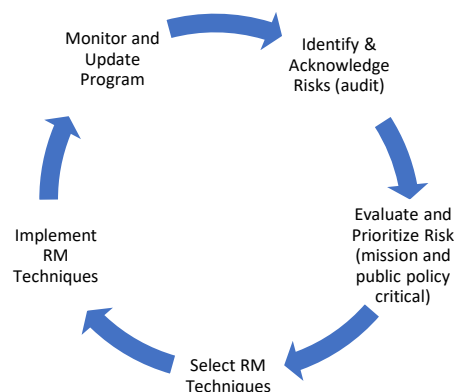 Identify &
Acknowledge
Risks (audit)
Evaluate and
Prioritize Risk
(mission and
public policy
critical)
Select RM
Techniques
Implement
RM
Techniques
Monitor and
Update
Program